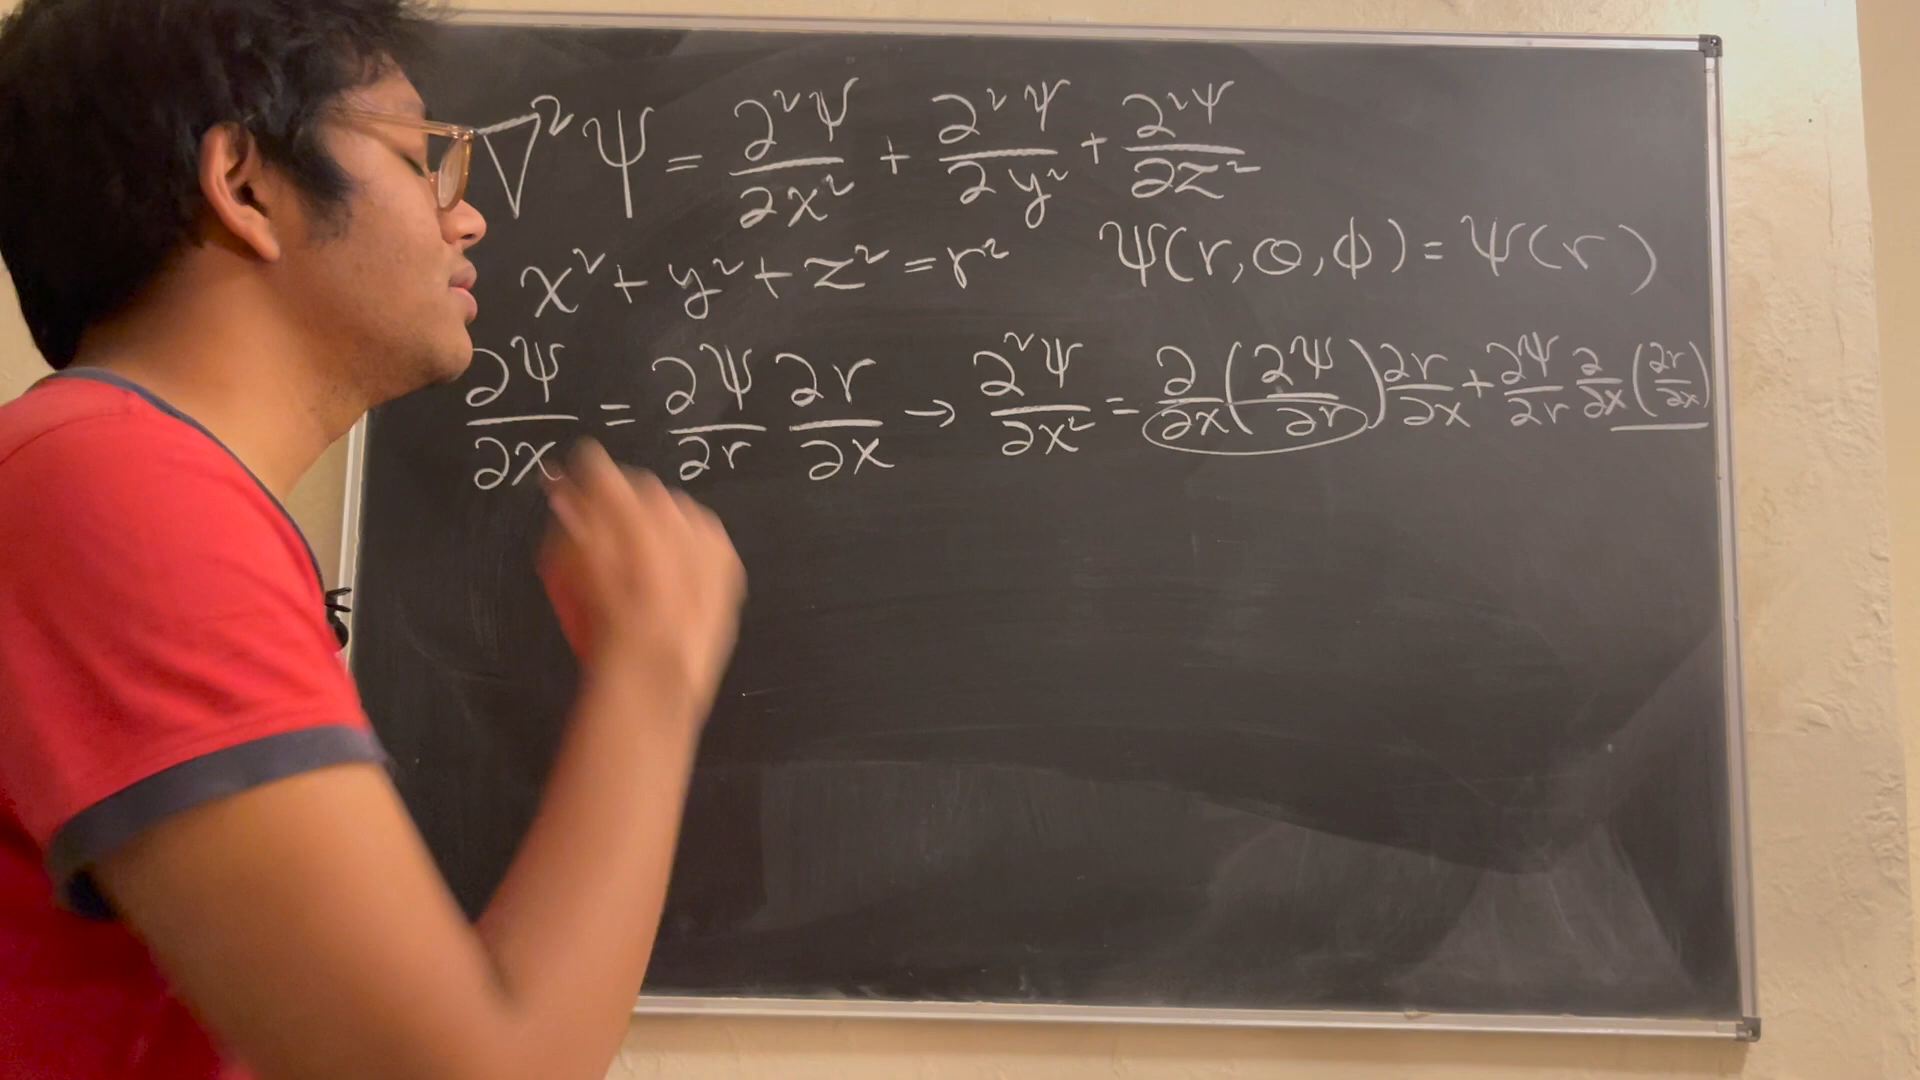 ∇²ψ = ∂²ψ/∂x² + ∂²ψ/∂y² + ∂²ψ/∂z²
x² + y² + z² = r² ψ(r, θ, ϕ) = ψ(r)
∂ψ/∂x = ∂ψ/∂r ∂r/∂x → ∂²ψ/∂x² = ∂/∂x (∂ψ/∂r) ∂r/∂x + ∂ψ/∂r ∂/∂x (∂r/∂x)